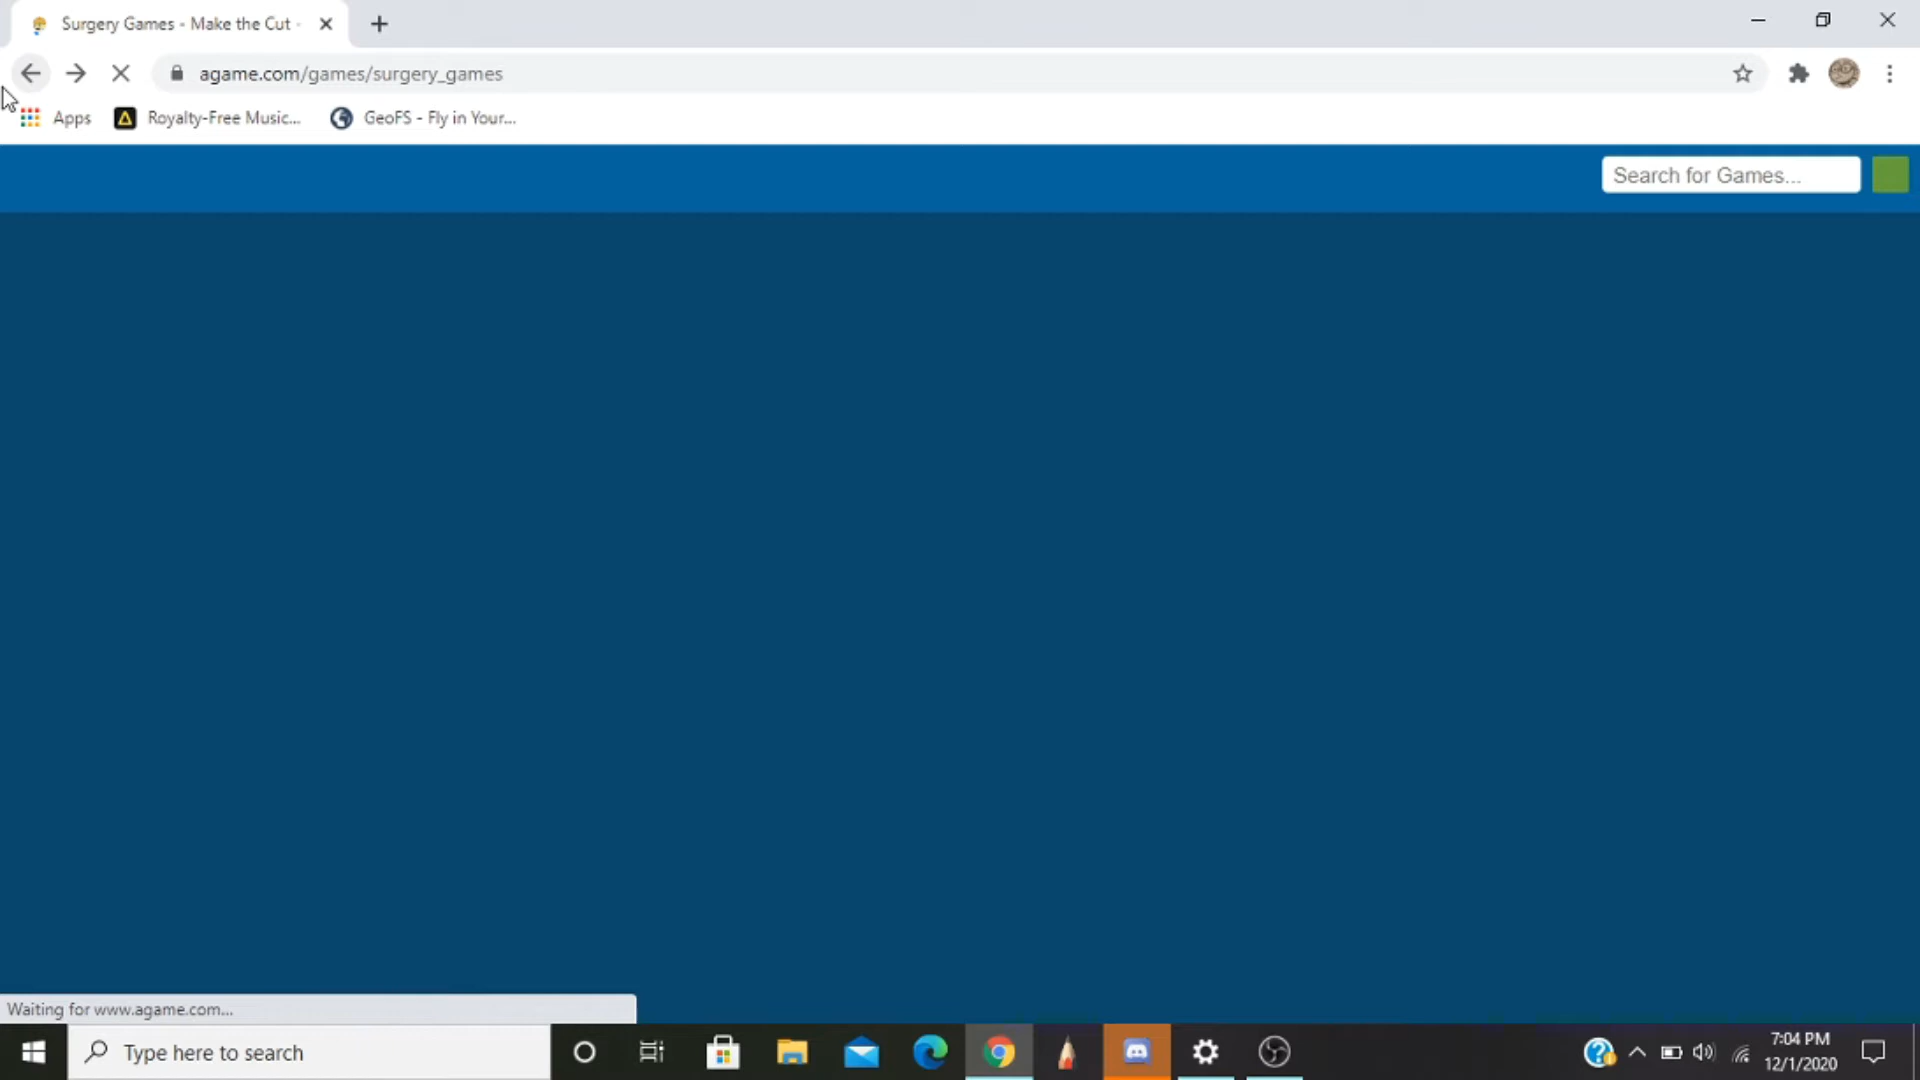 Surgery Games - Make the Cut -
agame.com/games/surgery_games
Apps
Royalty-Free Music...
GeoFS - Fly in Your...
Search for Games...
Waiting for www.agame.com...
Type here to search
7:04 PM
12/1/2020